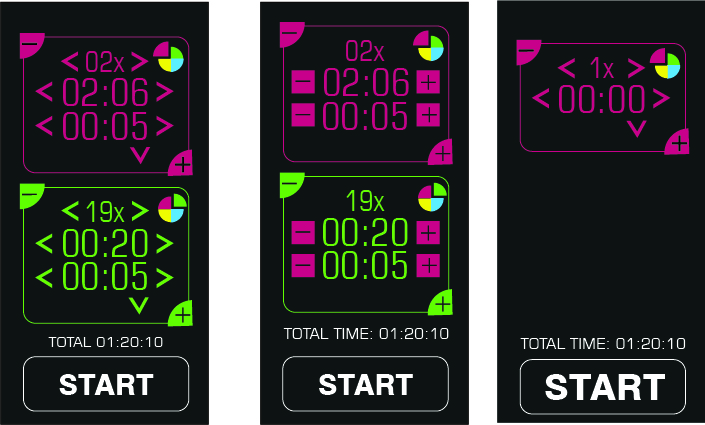 −
< 02x >
< 02:06 >
< 00:05 >
∨
+
−
< 19x >
< 00:20 >
< 00:05 >
∨
+
TOTAL 01:20:10
START
−
02x
− 02:06 +
− 00:05 +
+
−
19x
− 00:20 +
− 00:05 +
+
TOTAL TIME: 01:20:10
START
−
< 1x >
<00:00>
∨
+
TOTAL TIME: 01:20:10
START